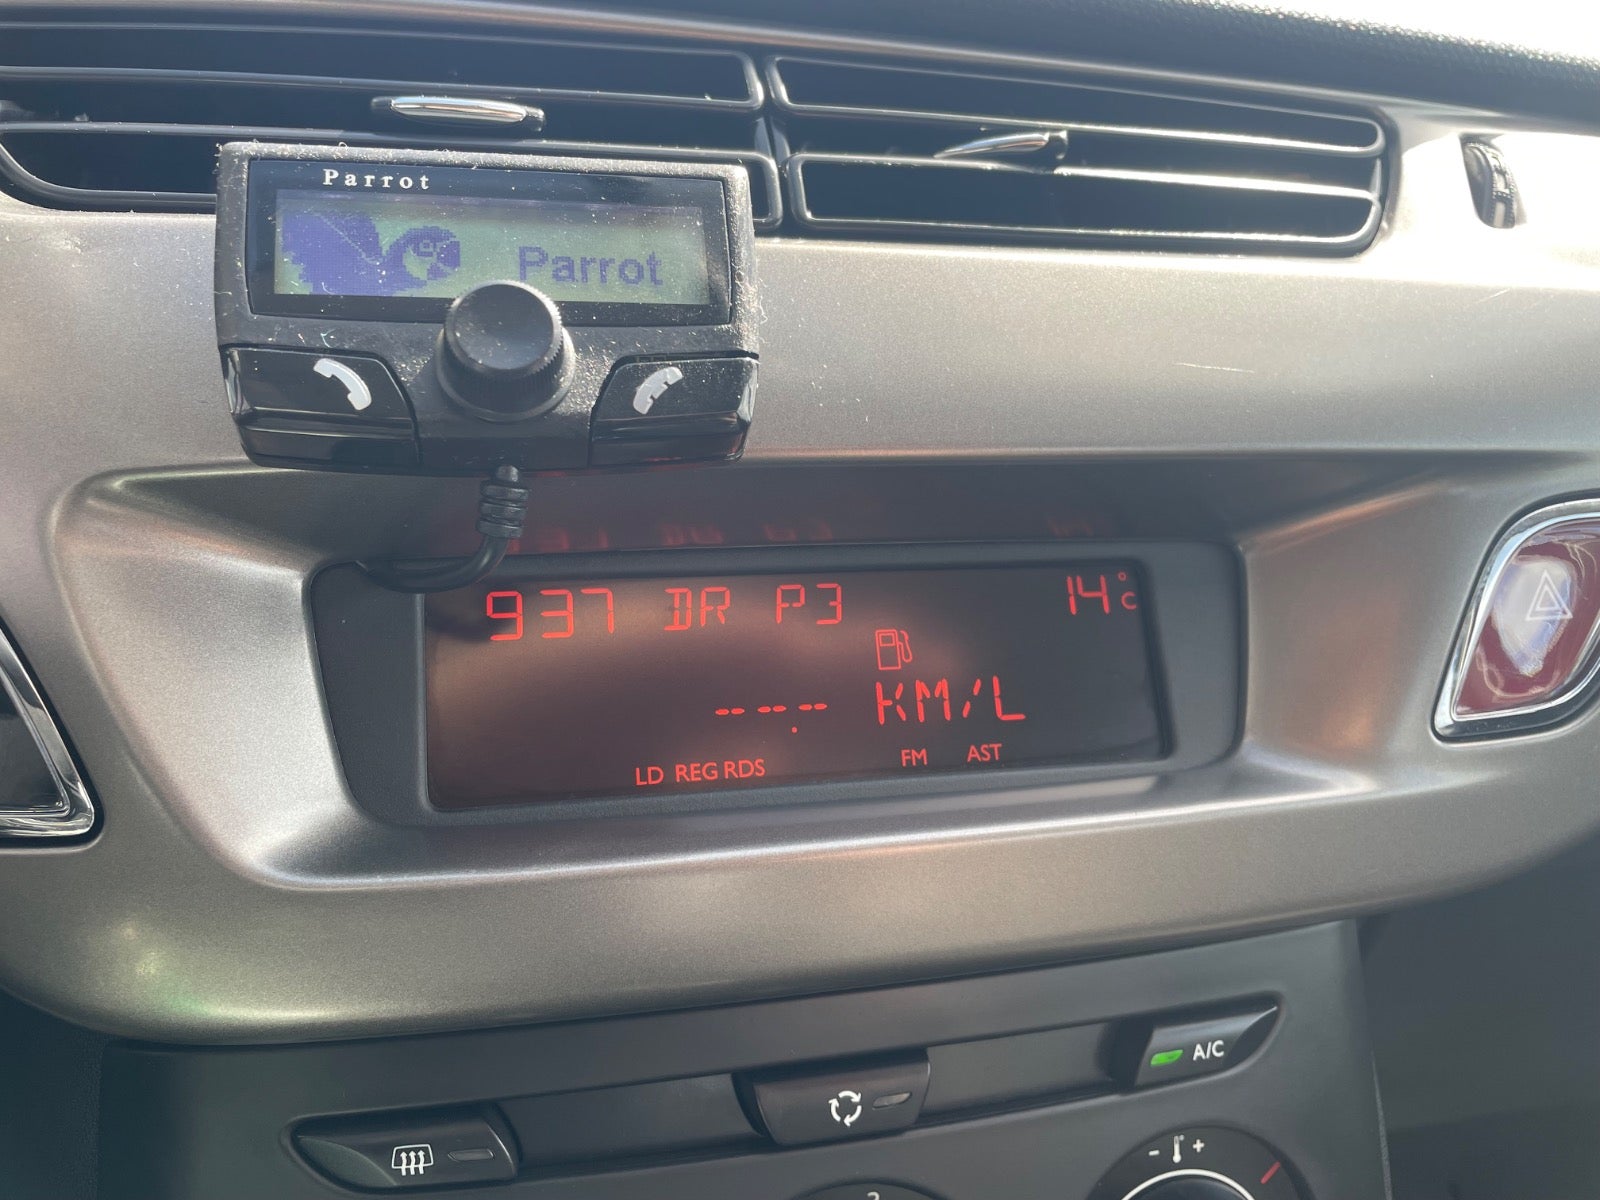 Parrot
Parrot
937 DR P3 14°C
--.- KM/L
LD REG RDS FM AST
A/C
- +